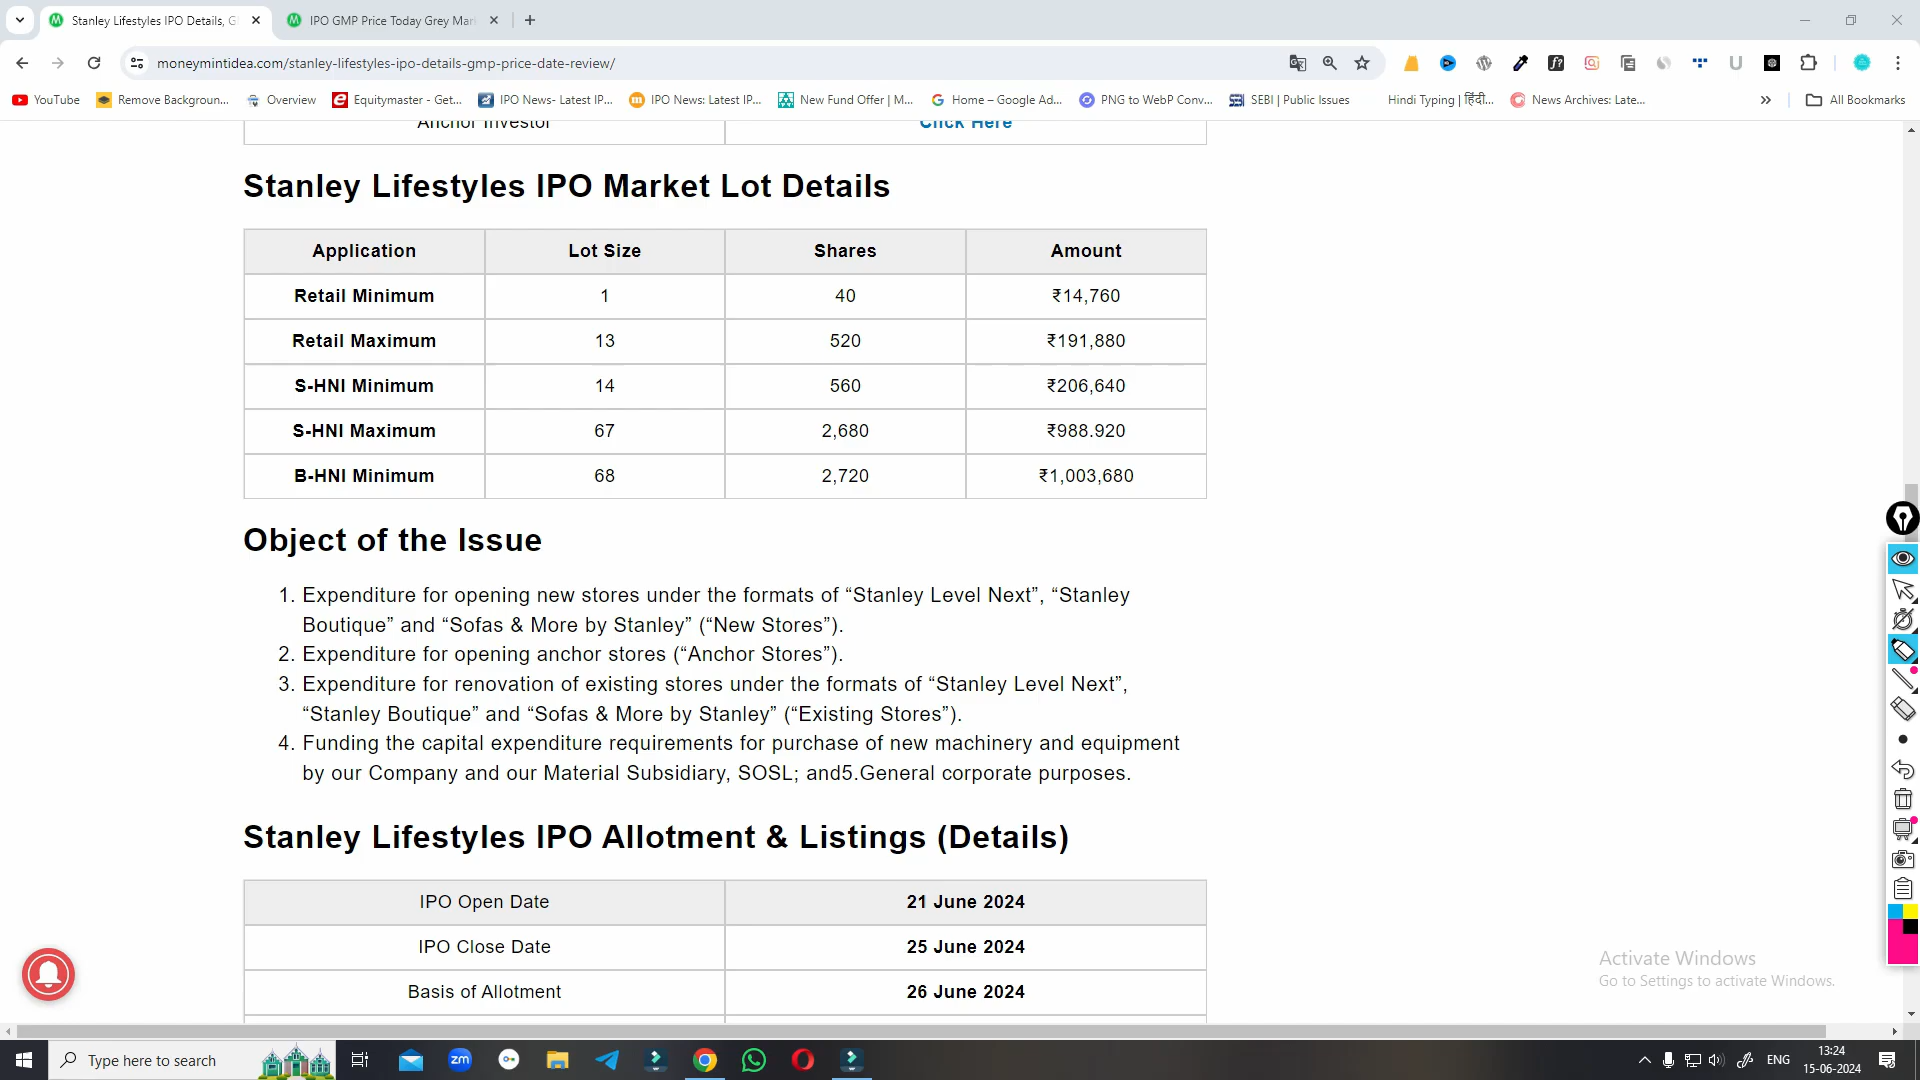 Stanley Lifestyles IPO Details, G
IPO GMP Price Today Grey Mar
moneymintidea.com/stanley-lifestyles-ipo-details-gmp-price-date-review/
YouTube
Remove Backgroun...
Overview
Equitymaster - Get...
IPO News- Latest IP...
IPO News: Latest IP...
New Fund Offer | M...
Home – Google Ad...
PNG to WebP Conv...
SEBI | Public Issues
Hindi Typing | हिंदी...
News Archives: Late...
All Bookmarks
Anchor Investor Click Here
Stanley Lifestyles IPO Market Lot Details
Application Lot Size Shares Amount
Retail Minimum 1 40 ₹14,760
Retail Maximum 13 520 ₹191,880
S-HNI Minimum 14 560 ₹206,640
S-HNI Maximum 67 2,680 ₹988.920
B-HNI Minimum 68 2,720 ₹1,003,680
Object of the Issue
1. Expenditure for opening new stores under the formats of “Stanley Level Next”, “Stanley
Boutique” and “Sofas & More by Stanley” (“New Stores”).
2. Expenditure for opening anchor stores (“Anchor Stores”).
3. Expenditure for renovation of existing stores under the formats of “Stanley Level Next”,
“Stanley Boutique” and “Sofas & More by Stanley” (“Existing Stores”).
4. Funding the capital expenditure requirements for purchase of new machinery and equipment
by our Company and our Material Subsidiary, SOSL; and5.General corporate purposes.
Stanley Lifestyles IPO Allotment & Listings (Details)
IPO Open Date 21 June 2024
IPO Close Date 25 June 2024
Basis of Allotment 26 June 2024
Activate Windows
Go to Settings to activate Windows.
Type here to search
zm
ENG
13:24
15-06-2024